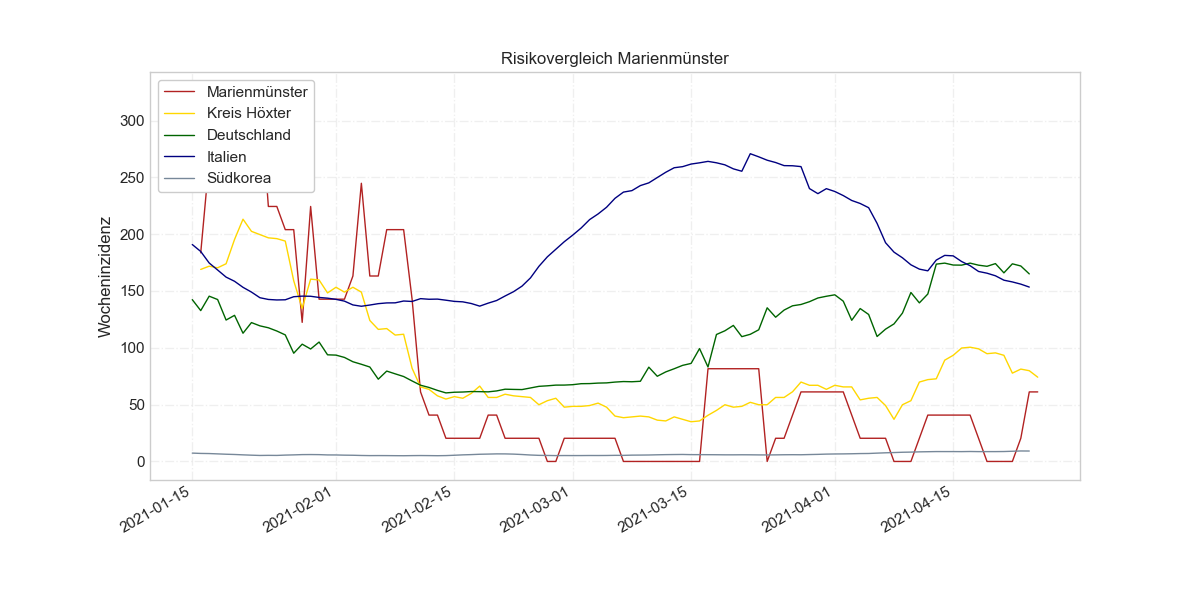 Risikovergleich Marienmünster
Marienmünster
Kreis Höxter
Deutschland
Italien
Südkorea
Wocheninzidenz
300
250
200
150
100
50
0
2021-01-15
2021-02-01
2021-02-15
2021-03-01
2021-03-15
2021-04-01
2021-04-15